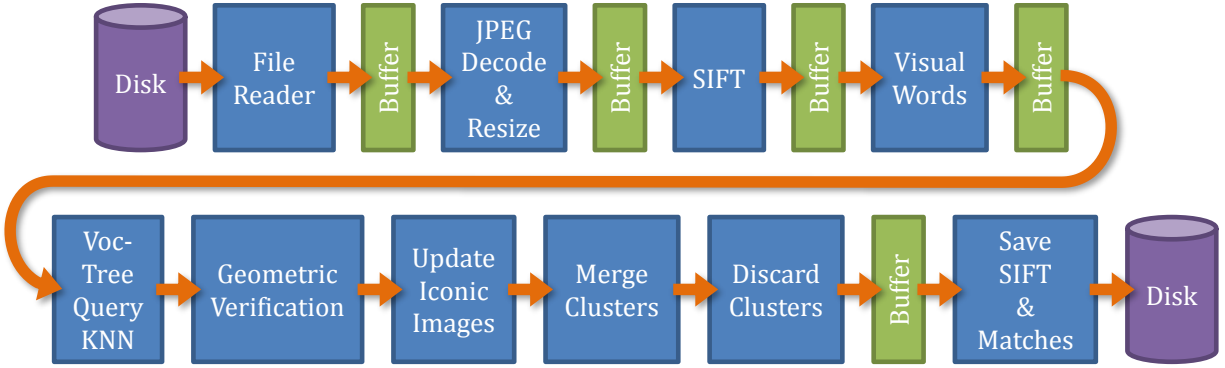 Disk
File
Reader
Buffer
JPEG
Decode
&
Resize
Buffer
SIFT
Buffer
Visual
Words
Buffer
Voc-
Tree
Query
KNN
Geometric
Verification
Update
Iconic
Images
Merge
Clusters
Discard
Clusters
Buffer
Save
SIFT
&
Matches
Disk